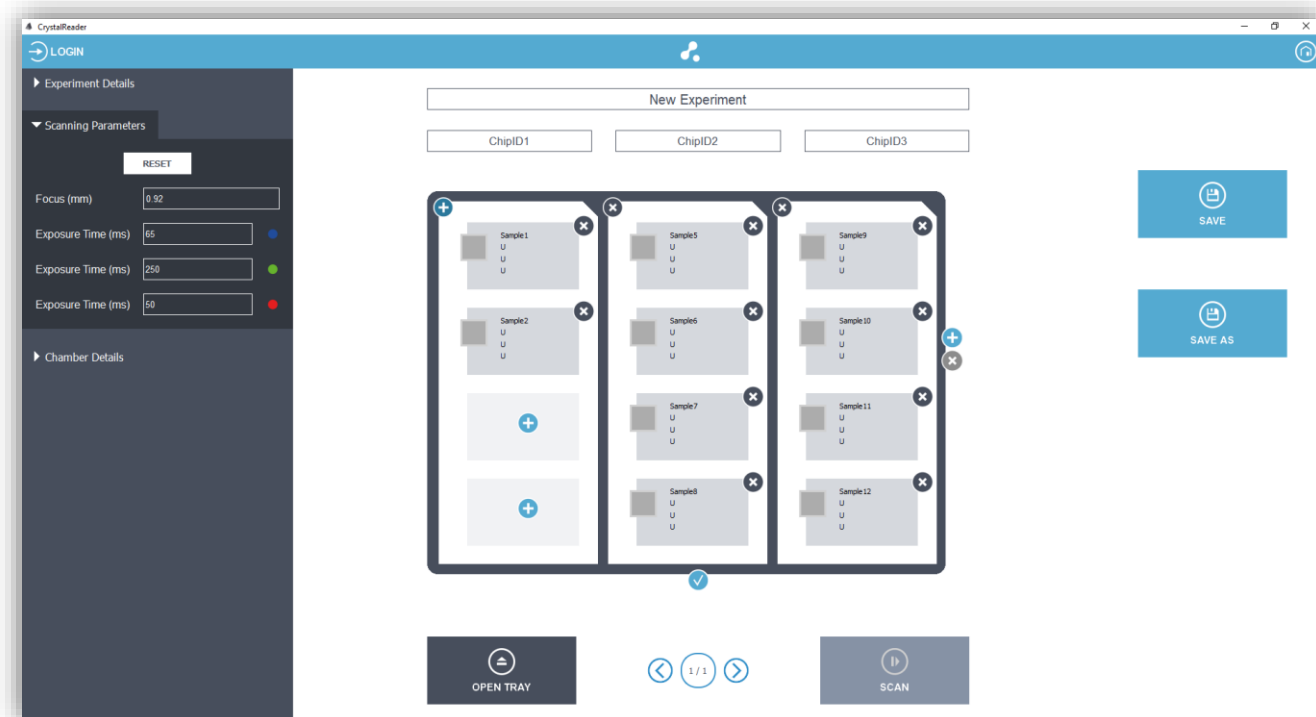 CrystalReader
LOGIN
Experiment Details
Scanning Parameters
RESET
Focus (mm) 0.92
Exposure Time (ms) 65
Exposure Time (ms) 250
Exposure Time (ms) 50
Chamber Details
New Experiment
ChipID1 ChipID2 ChipID3
Sample1
U
U
U
Sample2
U
U
U
Sample5
U
U
U
Sample6
U
U
U
Sample7
U
U
U
Sample8
U
U
U
Sample9
U
U
U
Sample10
U
U
U
Sample11
U
U
U
Sample12
U
U
U
SAVE
SAVE AS
OPEN TRAY
1 / 1
SCAN